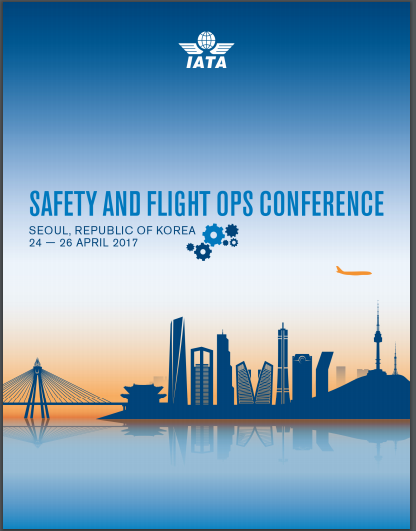 IATA
SAFETY AND FLIGHT OPS CONFERENCE
SEOUL, REPUBLIC OF KOREA
24 — 26 APRIL 2017